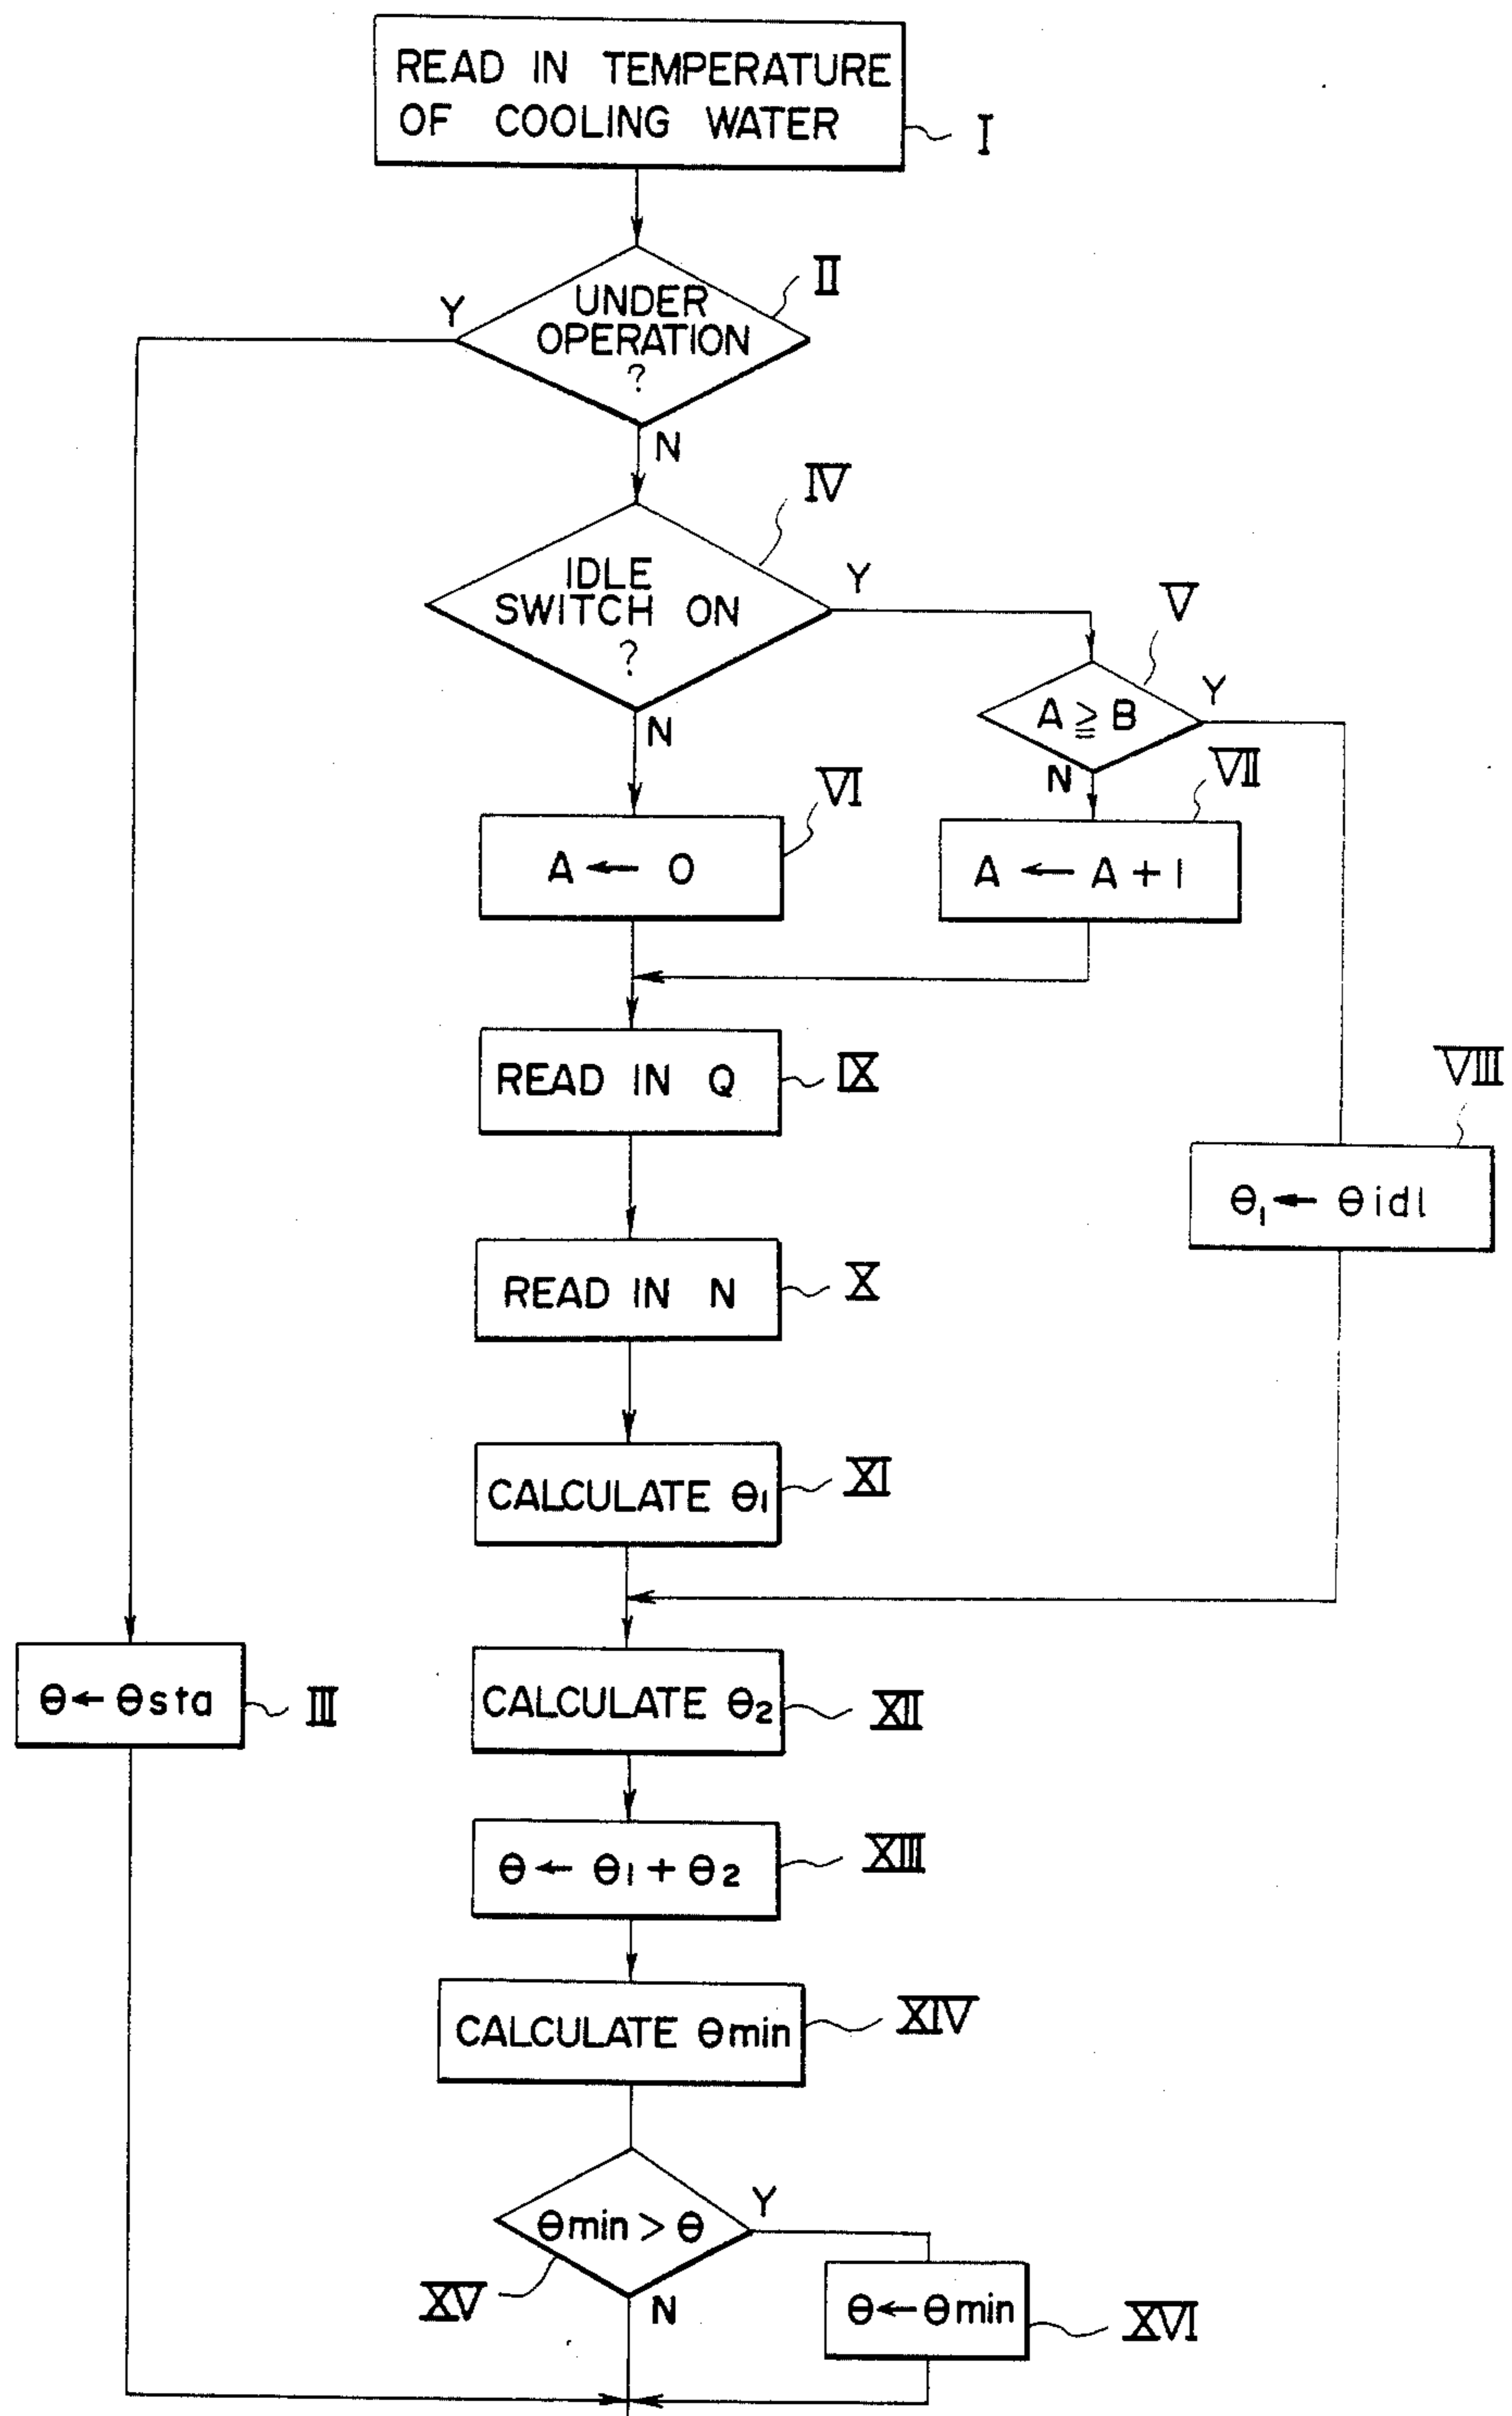 READ IN TEMPERATURE
OF COOLING WATER
I
II
UNDER
OPERATION
?
Y
N
IV
IDLE
SWITCH ON
?
Y
N
V
A ≧ B
Y
N
VI
A ← 0
VII
A ← A + 1
READ IN Q
IX
VIII
θ₁ ← θidl
READ IN N
X
CALCULATE θ₁
XI
θ ← θsta
III
CALCULATE θ₂
XII
θ ← θ₁ + θ₂
XIII
CALCULATE θmin
XIV
θmin > θ
Y
XV
N
θ ← θmin
XVI